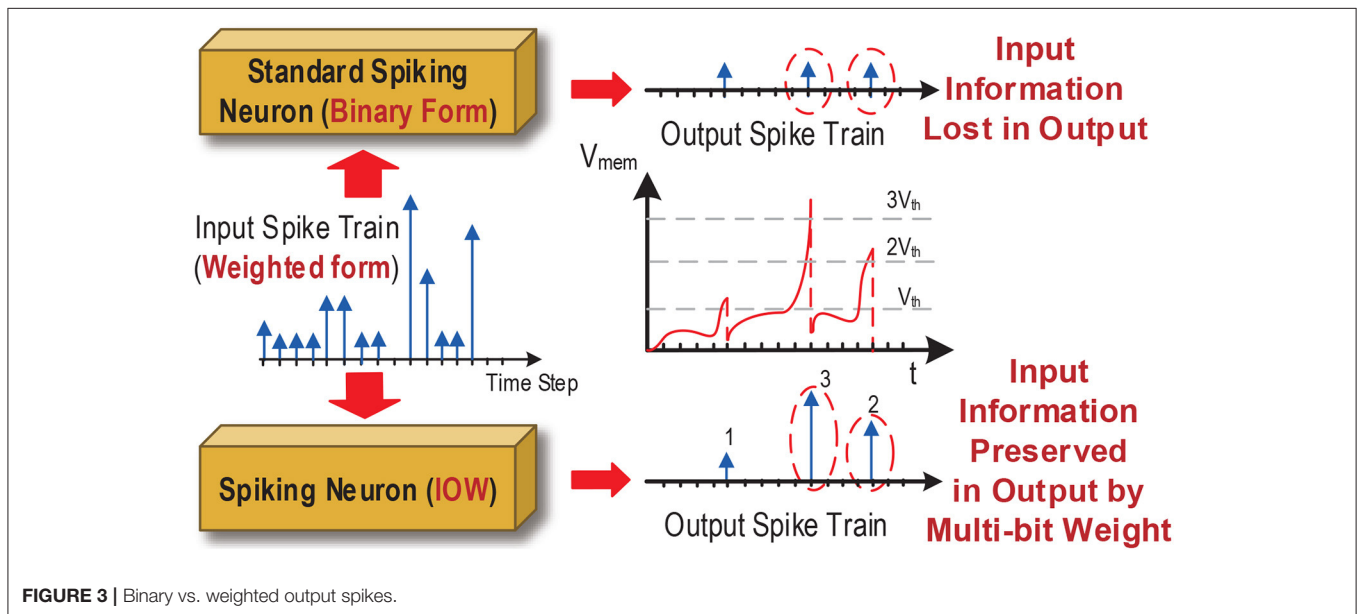 Standard Spiking
Neuron (Binary Form)
Output Spike Train
Input
Information
Lost in Output
Input Spike Train
(Weighted form)
Time Step
Vmem
3Vth
2Vth
Vth
t
Spiking Neuron (IOW)
1
3
2
Output Spike Train
Input
Information
Preserved
in Output by
Multi-bit Weight
FIGURE 3 | Binary vs. weighted output spikes.